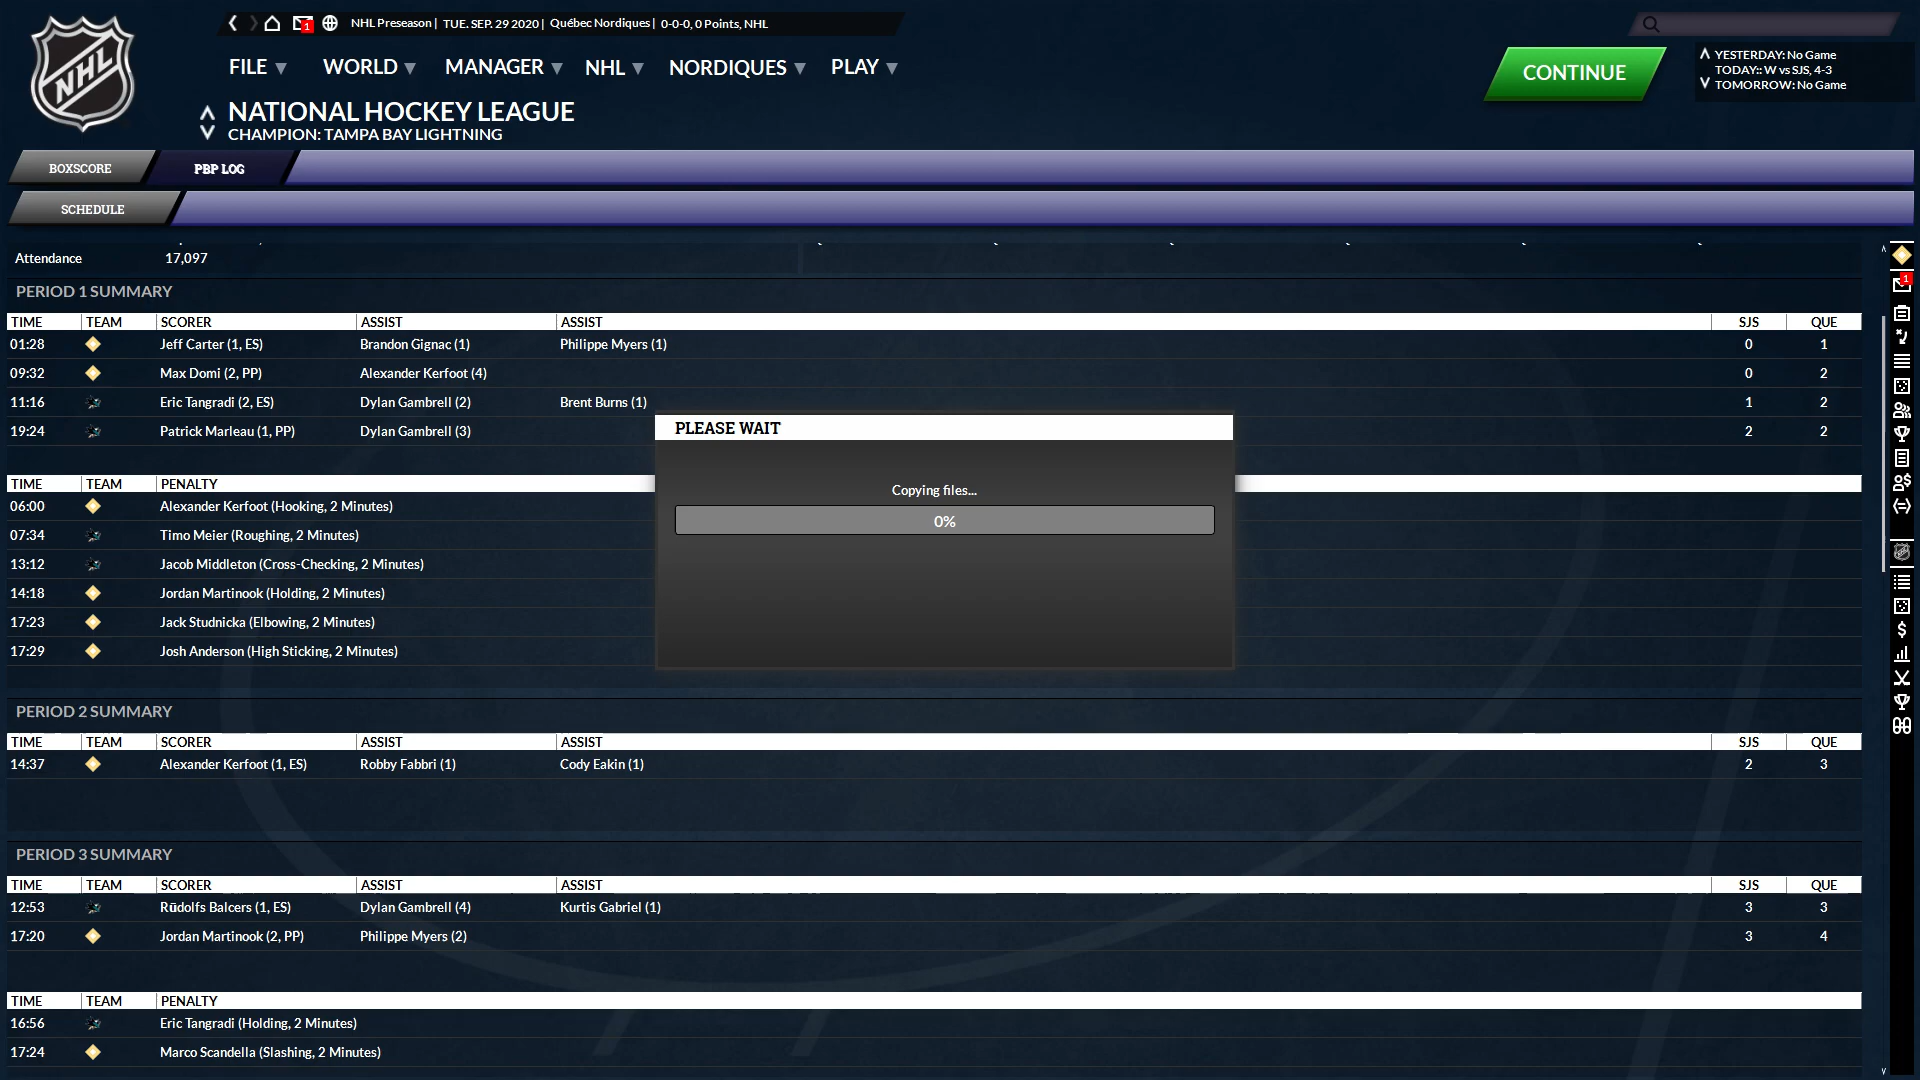 NHL
1 NHL Preseason | TUE. SEP. 29 2020 | Québec Nordiques | 0-0-0, 0 Points, NHL
FILE WORLD MANAGER NHL NORDIQUES PLAY
CONTINUE
YESTERDAY: No Game
TODAY:: W vs SJS, 4-3
TOMORROW: No Game
NATIONAL HOCKEY LEAGUE
CHAMPION: TAMPA BAY LIGHTNING
BOXSCORE PBP LOG
SCHEDULE
Attendance 17,097
1
PERIOD 1 SUMMARY
TIME TEAM SCORER ASSIST ASSIST SJS QUE
01:28 Jeff Carter (1, ES) Brandon Gignac (1) Philippe Myers (1) 0 1
09:32 Max Domi (2, PP) Alexander Kerfoot (4) 0 2
11:16 Eric Tangradi (2, ES) Dylan Gambrell (2) Brent Burns (1) 1 2
19:24 Patrick Marleau (1, PP) Dylan Gambrell (3) 2 2
PLEASE WAIT
Copying files...
0%
TIME TEAM PENALTY
06:00 Alexander Kerfoot (Hooking, 2 Minutes)
07:34 Timo Meier (Roughing, 2 Minutes)
13:12 Jacob Middleton (Cross-Checking, 2 Minutes)
14:18 Jordan Martinook (Holding, 2 Minutes)
17:23 Jack Studnicka (Elbowing, 2 Minutes)
17:29 Josh Anderson (High Sticking, 2 Minutes)
PERIOD 2 SUMMARY
TIME TEAM SCORER ASSIST ASSIST SJS QUE
14:37 Alexander Kerfoot (1, ES) Robby Fabbri (1) Cody Eakin (1) 2 3
PERIOD 3 SUMMARY
TIME TEAM SCORER ASSIST ASSIST SJS QUE
12:53 Rūdolfs Balcers (1, ES) Dylan Gambrell (4) Kurtis Gabriel (1) 3 3
17:20 Jordan Martinook (2, PP) Philippe Myers (2) 3 4
TIME TEAM PENALTY
16:56 Eric Tangradi (Holding, 2 Minutes)
17:24 Marco Scandella (Slashing, 2 Minutes)